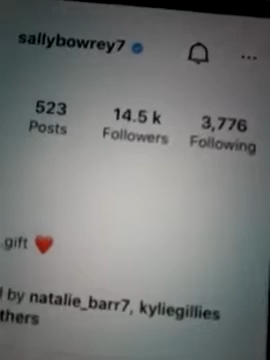 sallybowrey7
523 14.5 k 3,776
Posts Followers Following
gift ❤️
by natalie_barr7, kyliegillies
thers